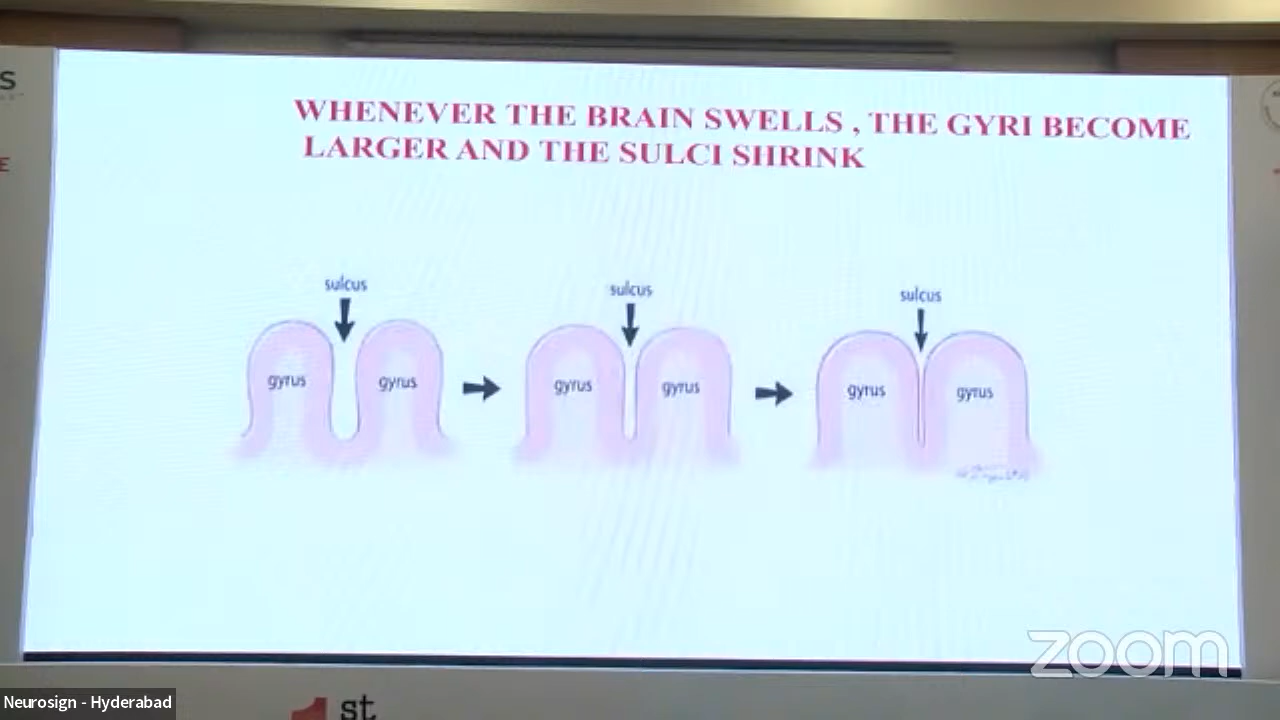 S
E
WHENEVER THE BRAIN SWELLS , THE GYRI BECOME
LARGER AND THE SULCI SHRINK
sulcus
sulcus
sulcus
gyrus
gyrus
gyrus
gyrus
gyrus
gyrus
zoom
Neurosign - Hyderabad
1st